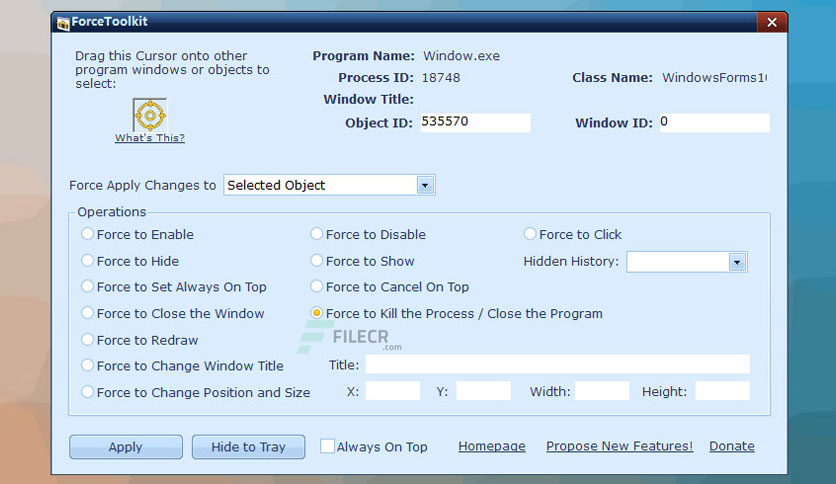 ForceToolkit
Drag this Cursor onto other
program windows or objects to
select:
What's This?
Program Name: Window.exe
Process ID: 18748
Class Name: WindowsForms1
Window Title:
Object ID: 535570
Window ID: 0
Force Apply Changes to Selected Object
Operations
Force to Enable
Force to Disable
Force to Click
Force to Hide
Force to Show
Hidden History:
Force to Set Always On Top
Force to Cancel On Top
Force to Close the Window
Force to Kill the Process / Close the Program
Force to Redraw
FILECR
.com
Force to Change Window Title
Title:
Force to Change Position and Size
X:
Y:
Width:
Height:
Apply
Hide to Tray
Always On Top
Homepage
Propose New Features!
Donate